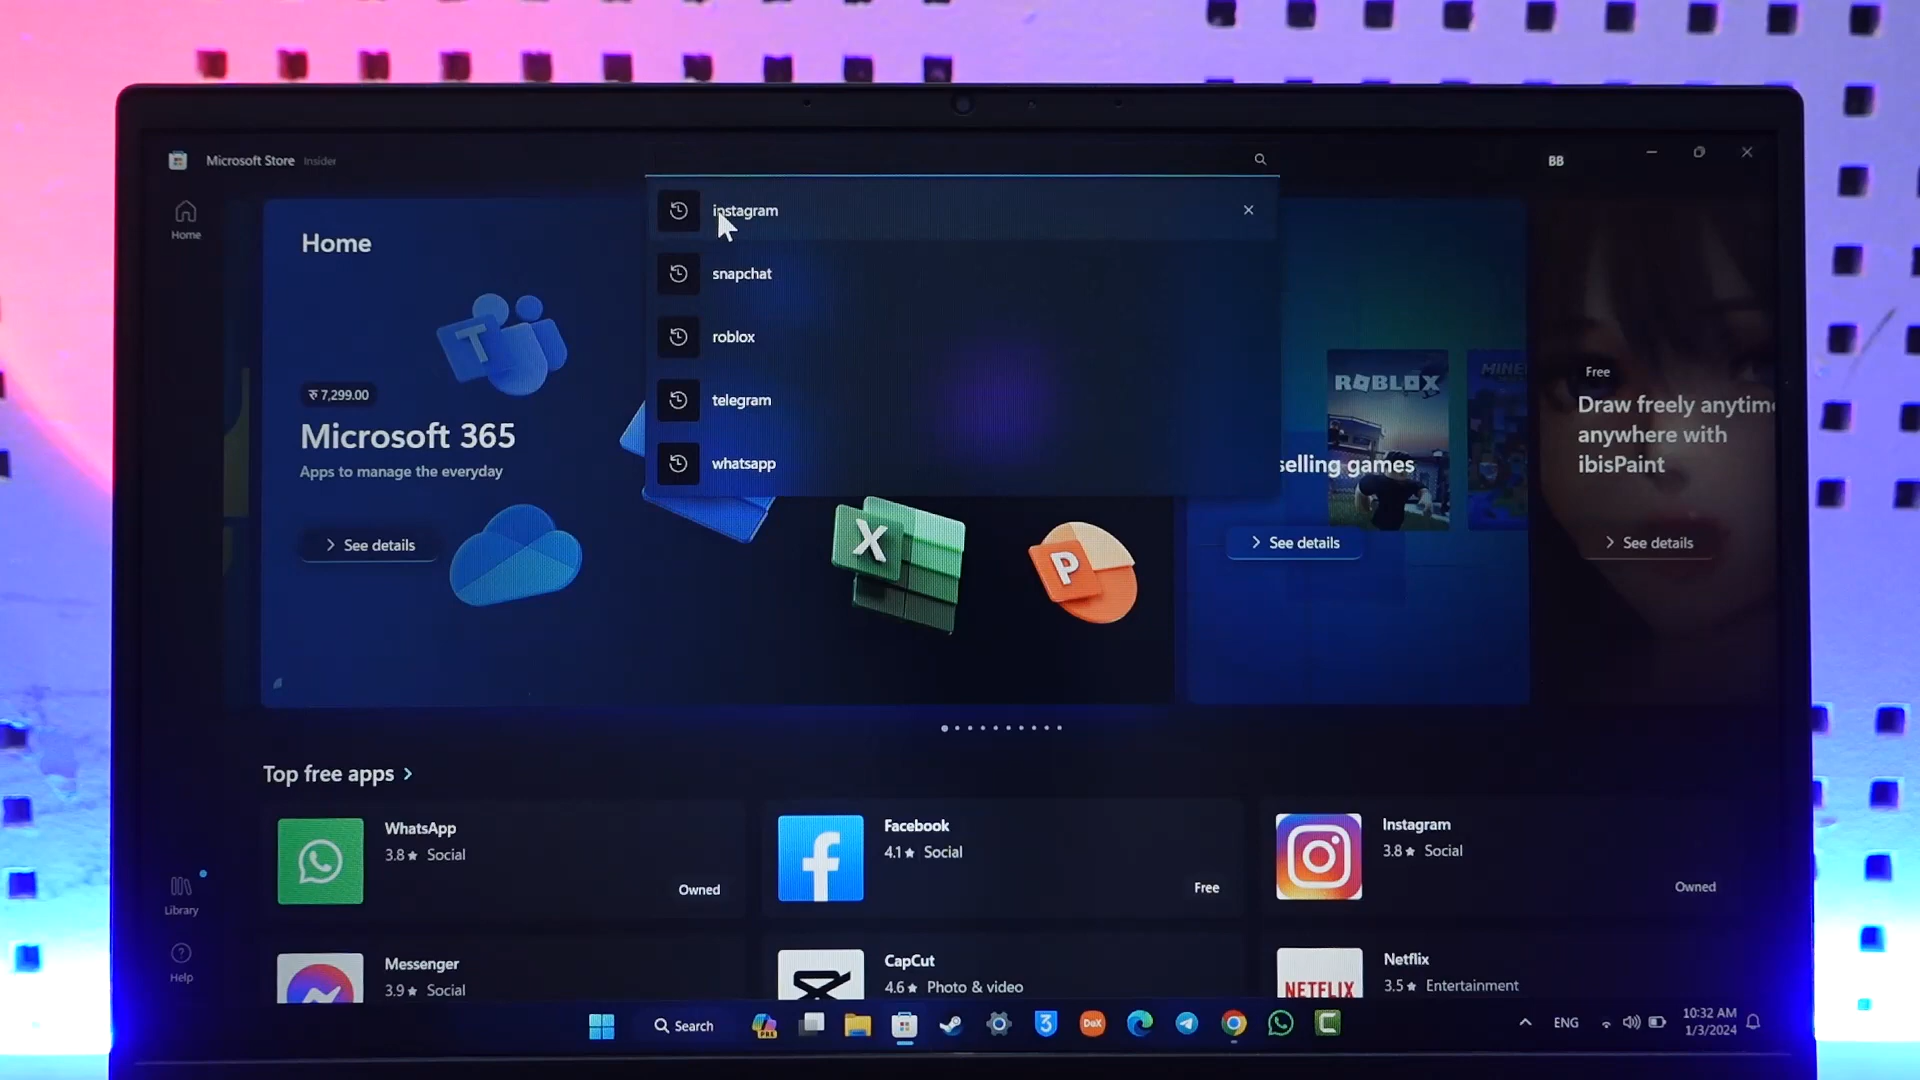 Microsoft Store Insider
BB
Home
Home
instagram
snapchat
roblox
telegram
whatsapp
रु 7,299.00
Microsoft 365
Apps to manage the everyday
See details
T
X
P
ROBLOX
selling games
See details
Free
Draw freely anytime
anywhere with
ibisPaint
See details
Top free apps
WhatsApp
3.8★ Social
Owned
Facebook
4.1★ Social
Free
Instagram
3.8★ Social
Owned
Messenger
3.9★ Social
CapCut
4.6★ Photo & video
NETFLIX
Netflix
3.5★ Entertainment
Library
Help
Search
PRE
3
DeX
ENG
10:32 AM
1/3/2024